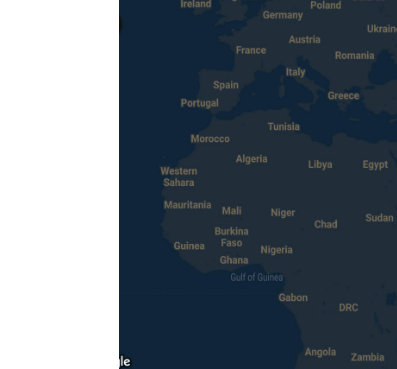 Ireland
Poland
Germany
Ukrain
Austria
France
Romania
Italy
Spain
Greece
Portugal
Tunisia
Morocco
Algeria
Libya
Egypt
Western
Sahara
Mauritania
Mali
Niger
Sudan
Chad
Burkina
Faso
Guinea
Nigeria
Ghana
Gulf of Guinea
Gabon
DRC
Angola
Zambia
le